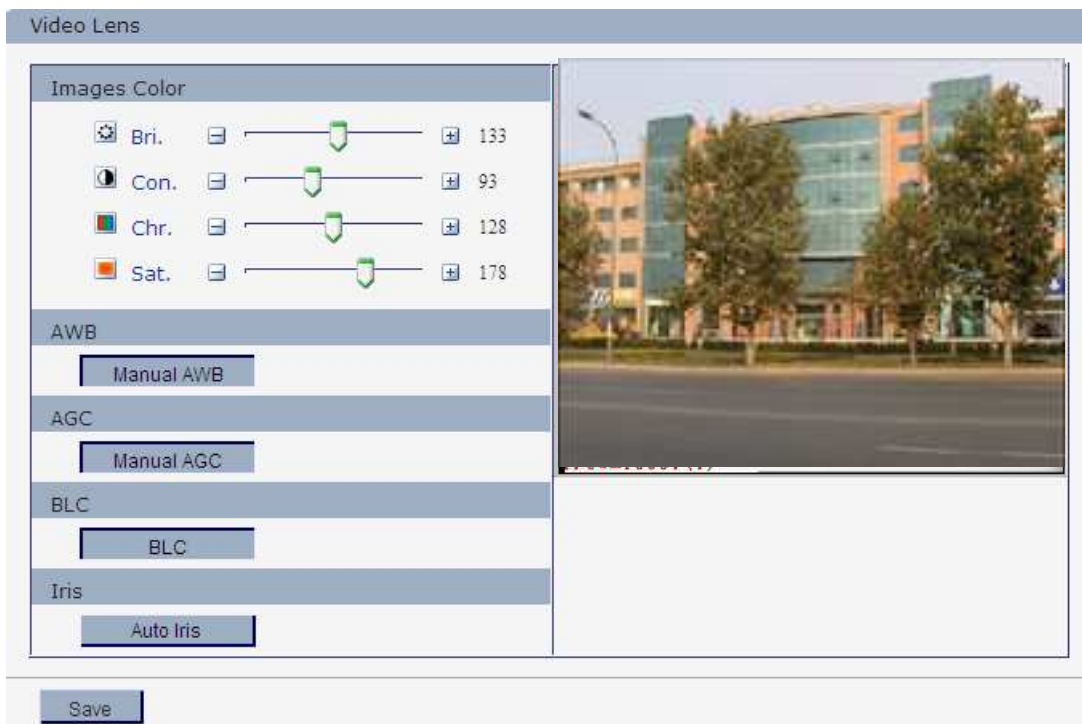 Video Lens
Images Color
Bri. 133
Con. 93
Chr. 128
Sat. 178
AWB
Manual AWB
AGC
Manual AGC
BLC
BLC
Iris
Auto Iris
Save